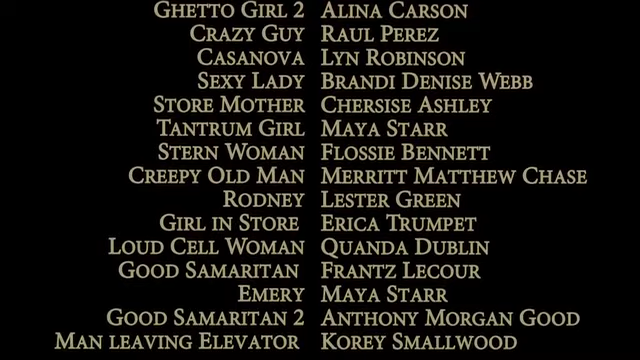 Ghetto Girl 2 Alina Carson
Crazy Guy Raul Perez
Casanova Lyn Robinson
Sexy Lady Brandi Denise Webb
Store Mother Chersise Ashley
Tantrum Girl Maya Starr
Stern Woman Flossie Bennett
Creepy Old Man Merritt Matthew Chase
Rodney Lester Green
Girl in Store Erica Trumpet
Loud Cell Woman Quanda Dublin
Good Samaritan Frantz Lecour
Emery Maya Starr
Good Samaritan 2 Anthony Morgan Good
Man leaving Elevator Korey Smallwood